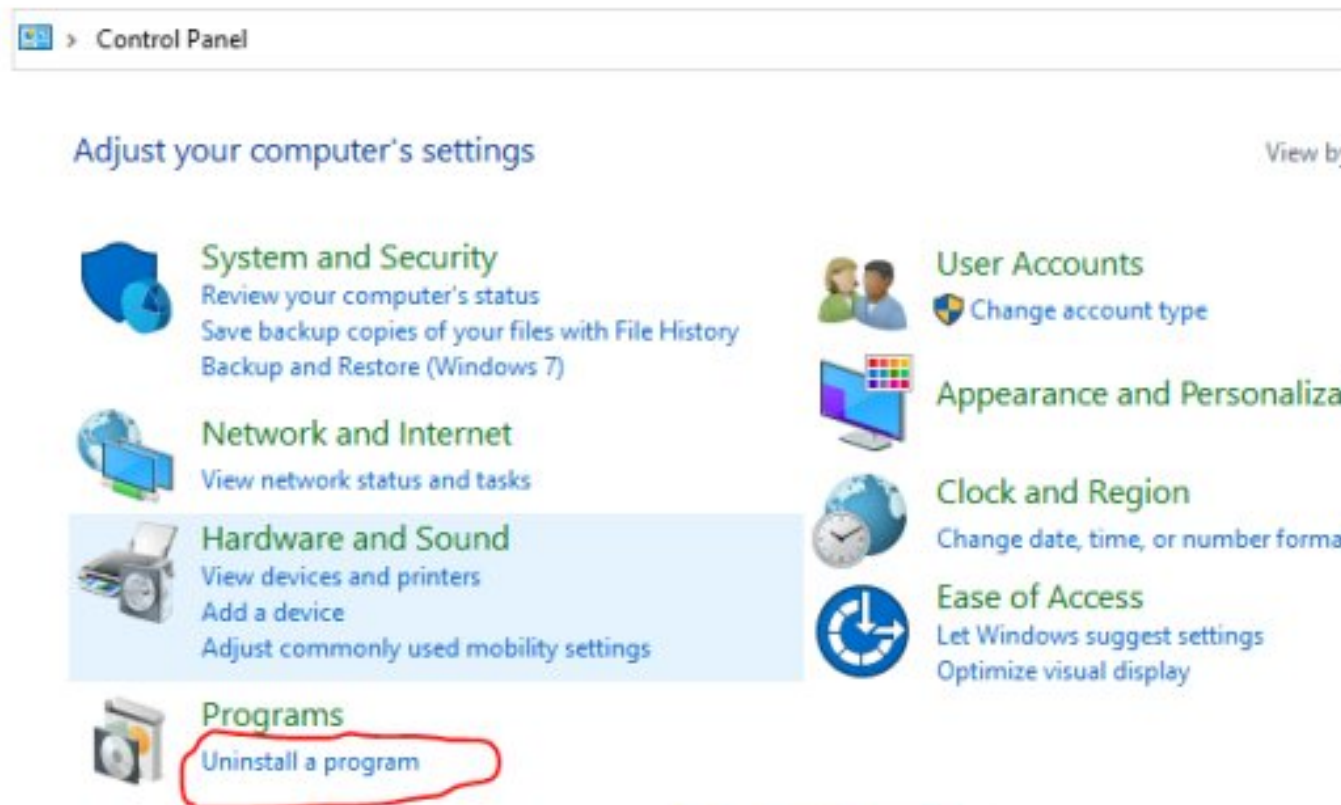 > Control Panel
Adjust your computer's settings
View by
System and Security
Review your computer's status
Save backup copies of your files with File History
Backup and Restore (Windows 7)
Network and Internet
View network status and tasks
Hardware and Sound
View devices and printers
Add a device
Adjust commonly used mobility settings
Programs
Uninstall a program
User Accounts
Change account type
Appearance and Personaliza
Clock and Region
Change date, time, or number forma
Ease of Access
Let Windows suggest settings
Optimize visual display